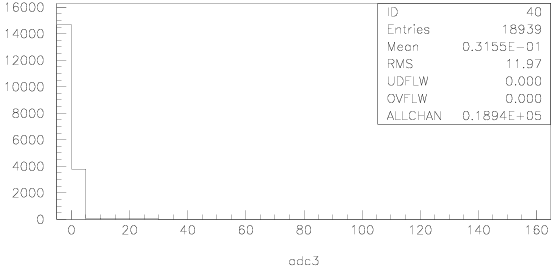 ID 40
Entries 18939
Mean 0.3155E-01
RMS 11.97
UDFLW 0.000
OVFLW 0.000
ALLCHAN 0.1894E+05
16000
14000
12000
10000
8000
6000
4000
2000
0
0 20 40 60 80 100 120 140 160
adc3